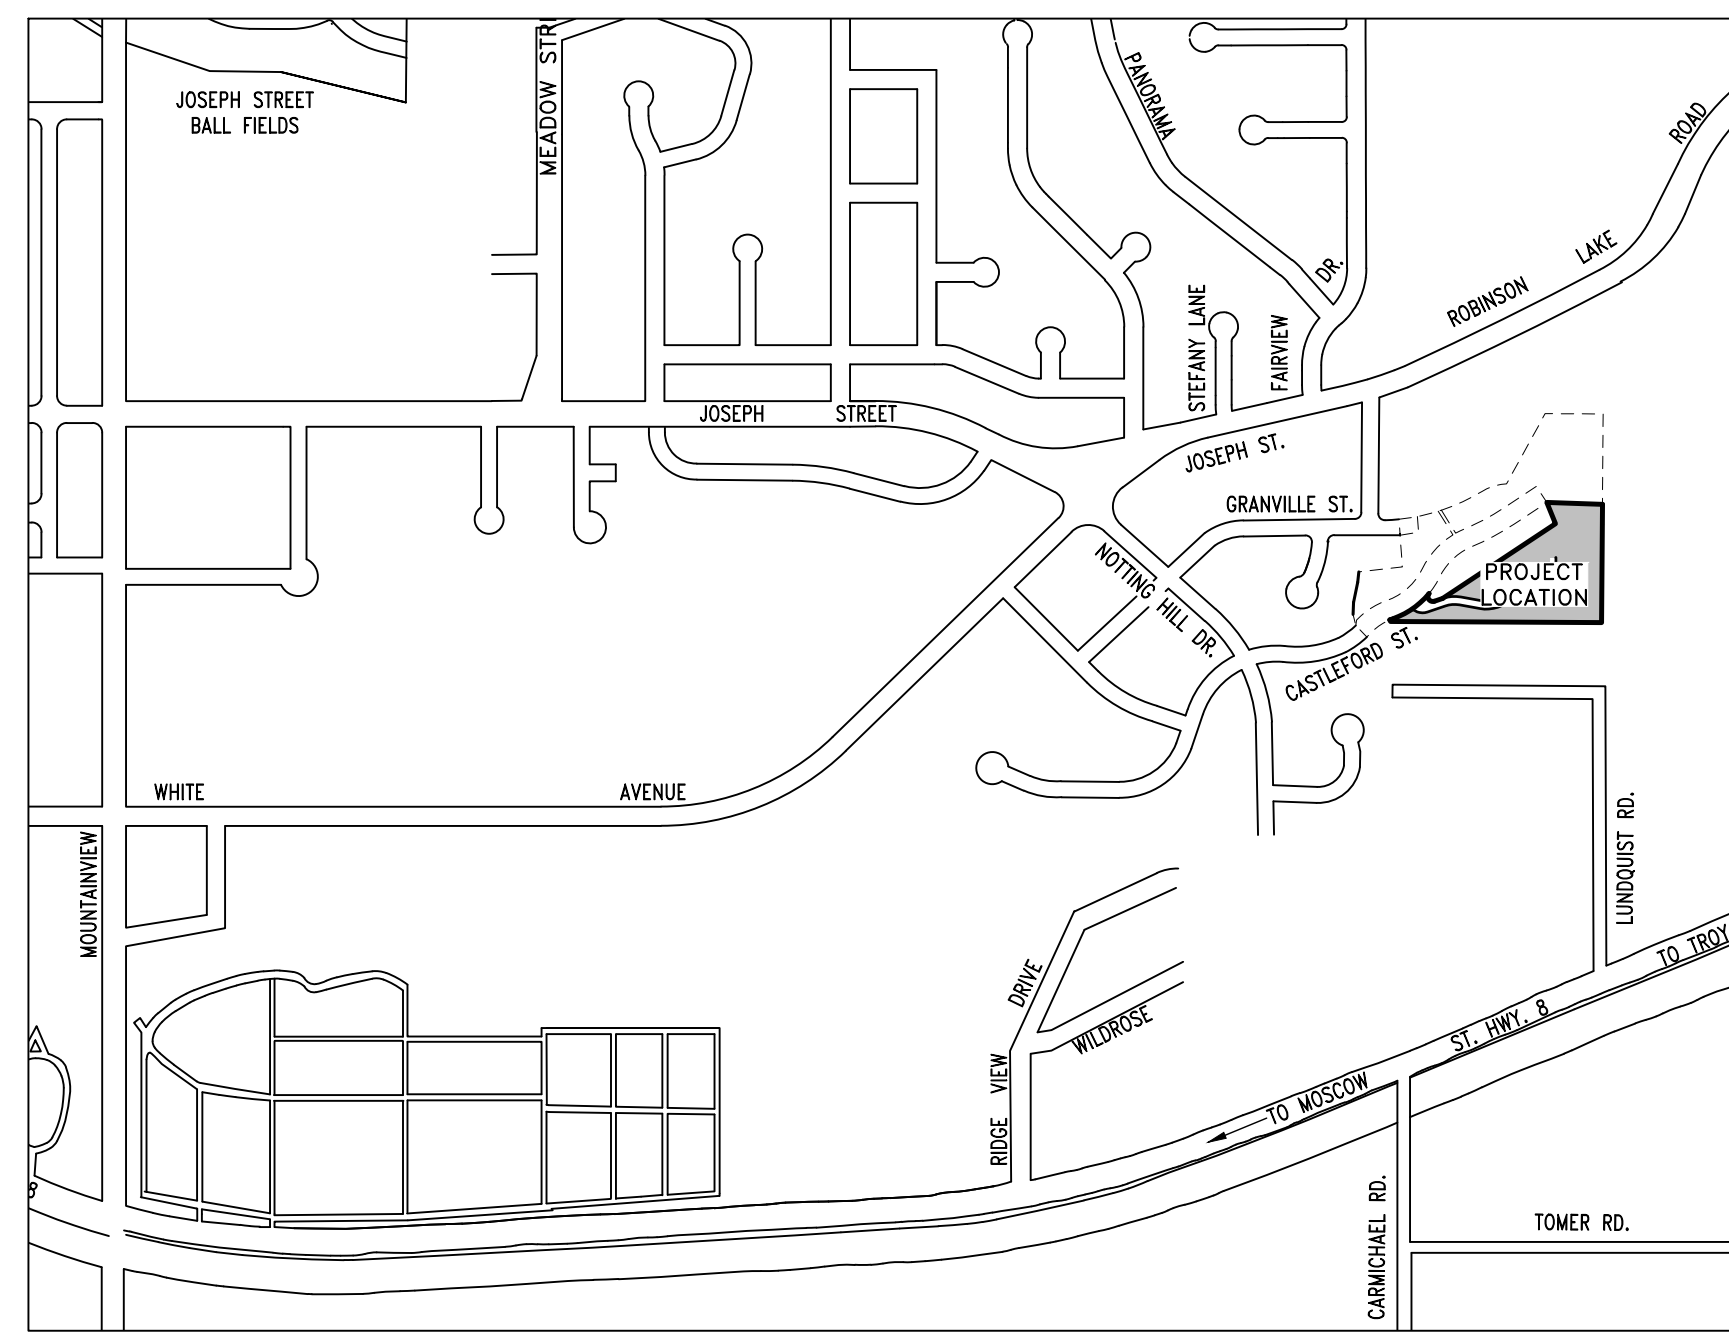 MEADOW STR
PANORMA
DR.
JOSEPH STREET
BALL FIELDS
ROBINSON LAKE ROAD
STEFANY LANE
FAIRVIEW
JOSEPH STREET
JOSEPH ST.
GRANVILLE ST.
NOTTING HILL DR.
PROJECT
LOCATION
CASTLEFORD ST.
WHITE AVENUE
MOUNTAINVIEW
LUNDQUIST RD.
RIDGE VIEW DRIVE
WILDROSE
TO TROY
ST. HWY. 8
TO MOSCOW
8
CARMICHAEL RD.
TOMER RD.